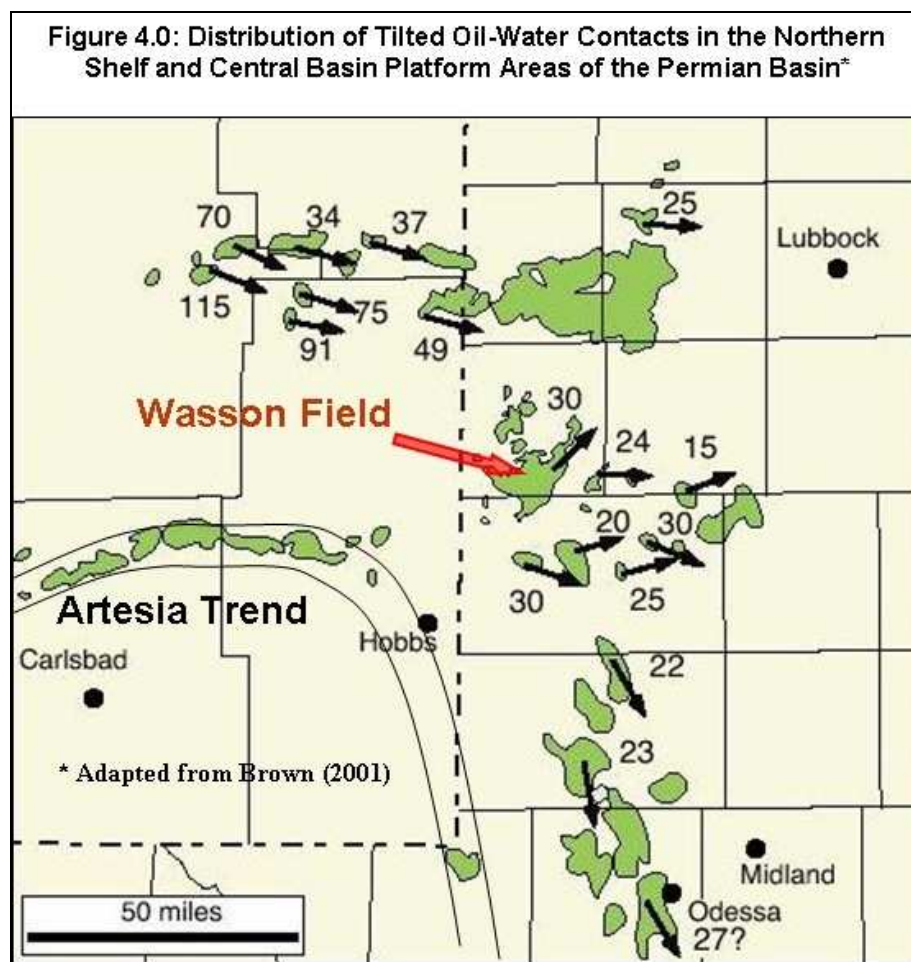 Figure 4.0: Distribution of Tilted Oil-Water Contacts in the Northern
Shelf and Central Basin Platform Areas of the Permian Basin*
70
34
37
25
Lubbock
115
75
91
49
Wasson Field
30
24
15
20
30
30
25
Artesia Trend
Hobbs
Carlsbad
22
23
* Adapted from Brown (2001)
Midland
50 miles
Odessa
27?